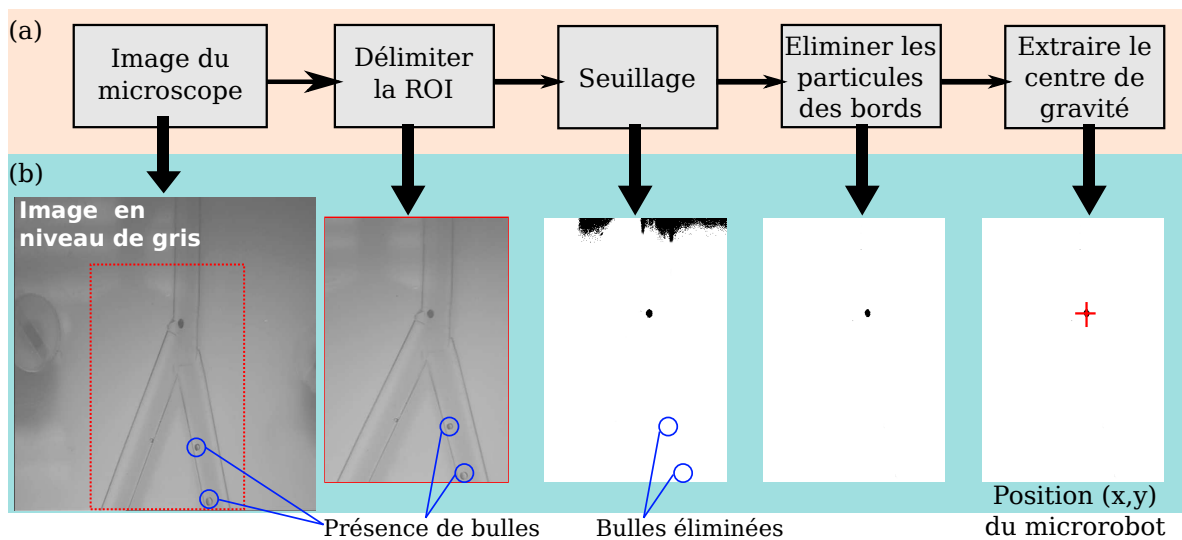 (a)
Image du
microscope
Délimiter
la ROI
Seuillage
Eliminer les
particules
des bords
Extraire le
centre de
gravité
(b)
Image en
niveau de gris
Présence de bulles
Bulles éliminées
Position (x,y)
du microrobot